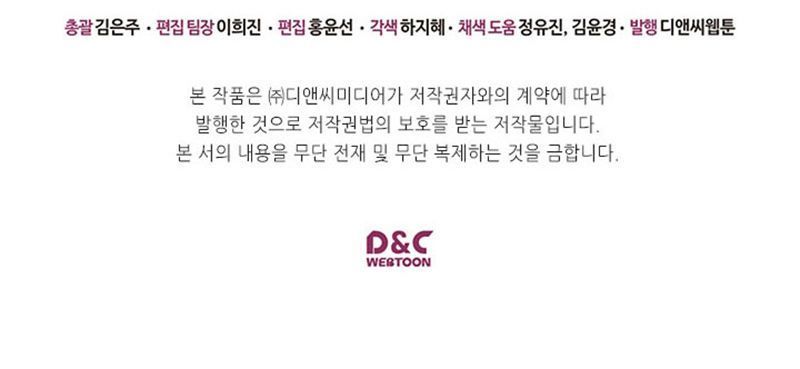 총괄 김은주 · 편집 팀장 이희진 · 편집 홍윤선 · 각색 하지혜 · 채색 도움 정유진, 김윤경 · 발행 디앤씨웹툰
본 작품은 ㈜디앤씨미디어가 저작권자와의 계약에 따라
발행한 것으로 저작권법의 보호를 받는 저작물입니다.
본 서의 내용을 무단 전재 및 무단 복제하는 것을 금합니다.
D&C
WEBTOON